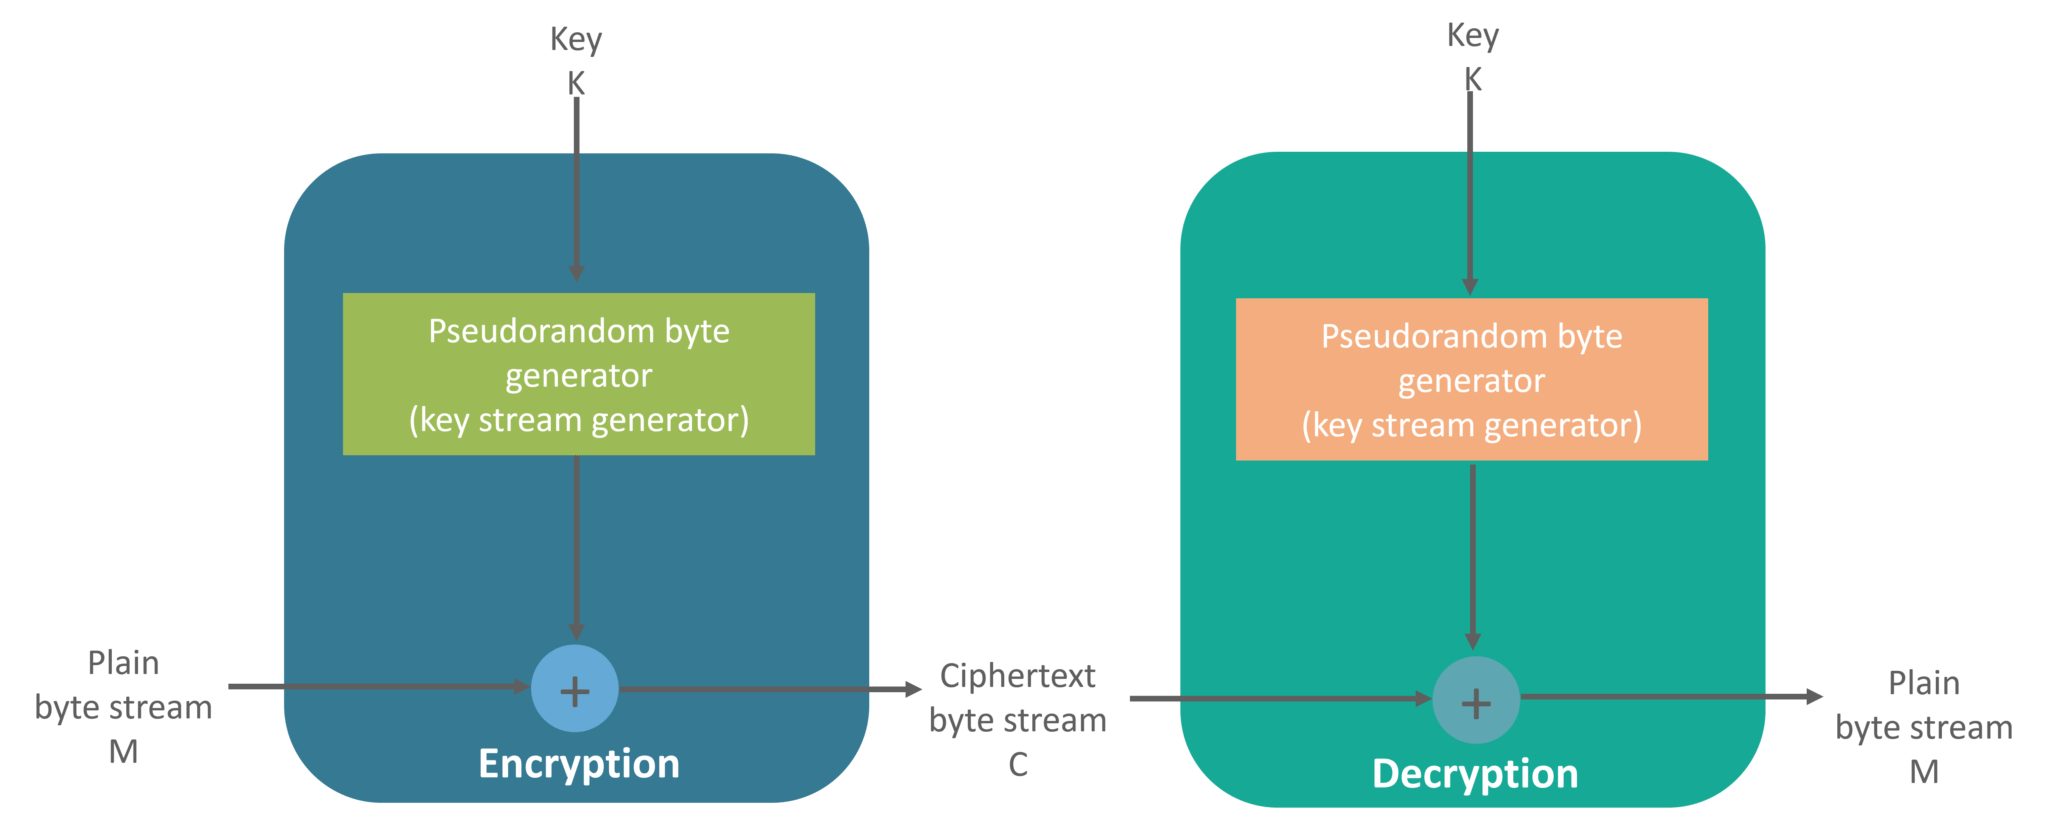 Key
K
Pseudorandom byte
generator
(key stream generator)
Plain
byte stream
M
+
Encryption
Ciphertext
byte stream
C
Key
K
Pseudorandom byte
generator
(key stream generator)
+
Decryption
Plain
byte stream
M